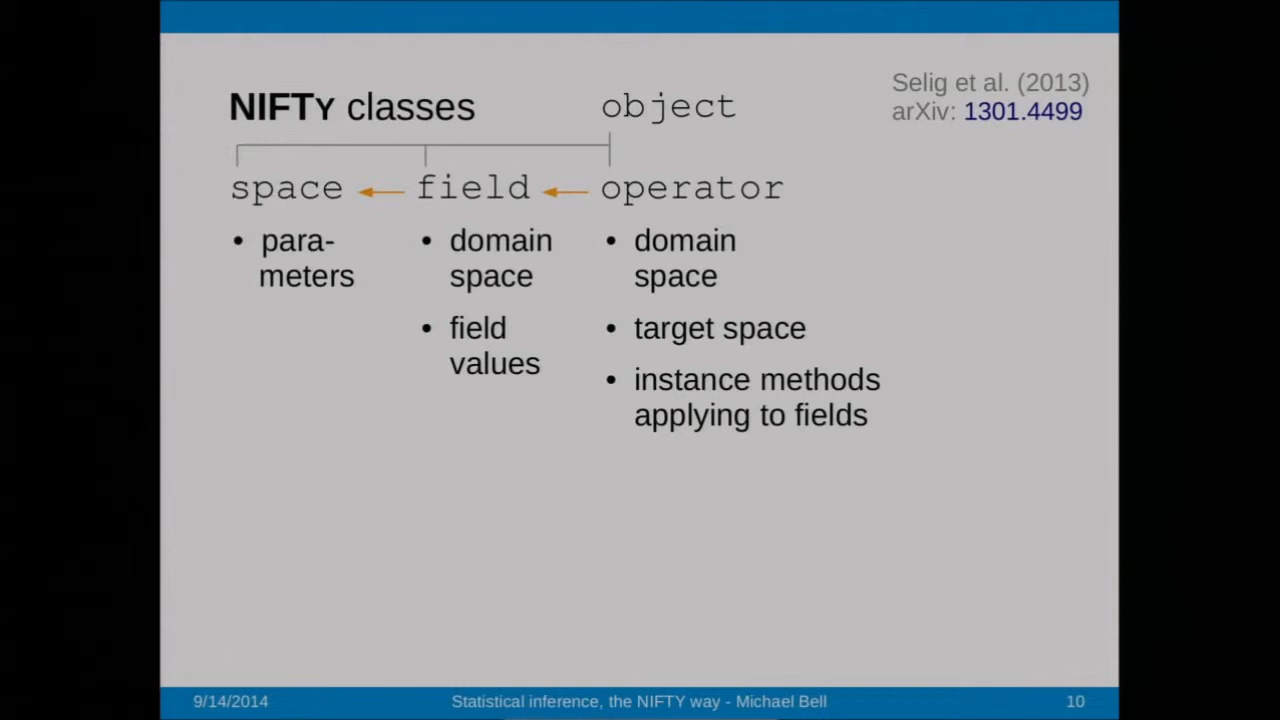 NIFTY classes
object
Selig et al. (2013)
arXiv: 1301.4499
space
field
operator
• para-
meters
• domain
space
• field
values
• domain
space
• target space
• instance methods
applying to fields
9/14/2014
Statistical inference, the NIFTY way - Michael Bell
10